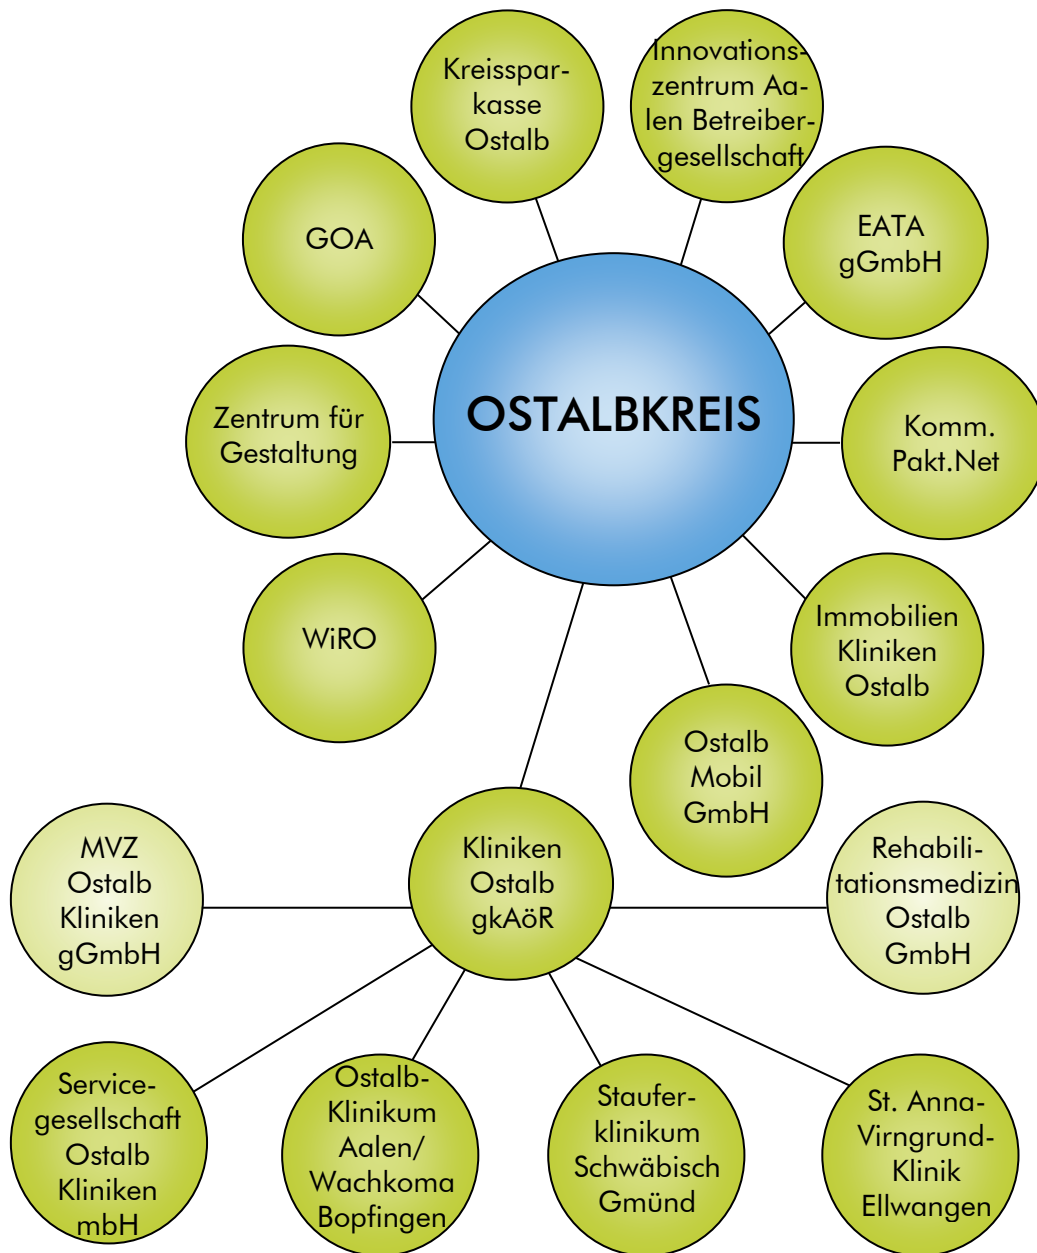 Kreisspar-
kasse
Ostalb
Innovations-
zentrum Aa-
len Betreiber-
gesellschaft
GOA
EATA
gGmbH
OSTALBKREIS
Zentrum für
Gestaltung
Komm.
Pakt.Net
WiRO
Immobilien
Kliniken
Ostalb
Ostalb
Mobil
GmbH
MVZ
Ostalb
Kliniken
gGmbH
Kliniken
Ostalb
gkAöR
Rehabili-
tationsmedizin
Ostalb
GmbH
Service-
gesellschaft
Ostalb
Kliniken
mbH
Ostalb-
Klinikum
Aalen/
Wachkoma
Bopfingen
Staufer-
klinikum
Schwäbisch
Gmünd
St. Anna-
Virngrund-
Klinik
Ellwangen